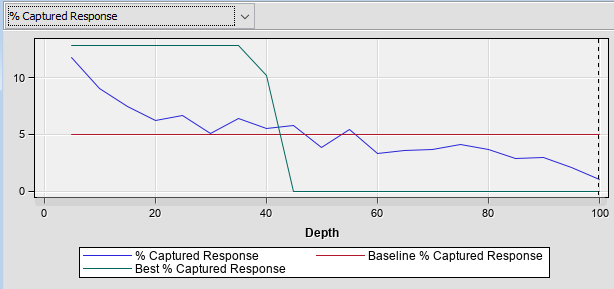 % Captured Response
10
5
0
0 20 40 60 80 100
Depth
% Captured Response Baseline % Captured Response
Best % Captured Response